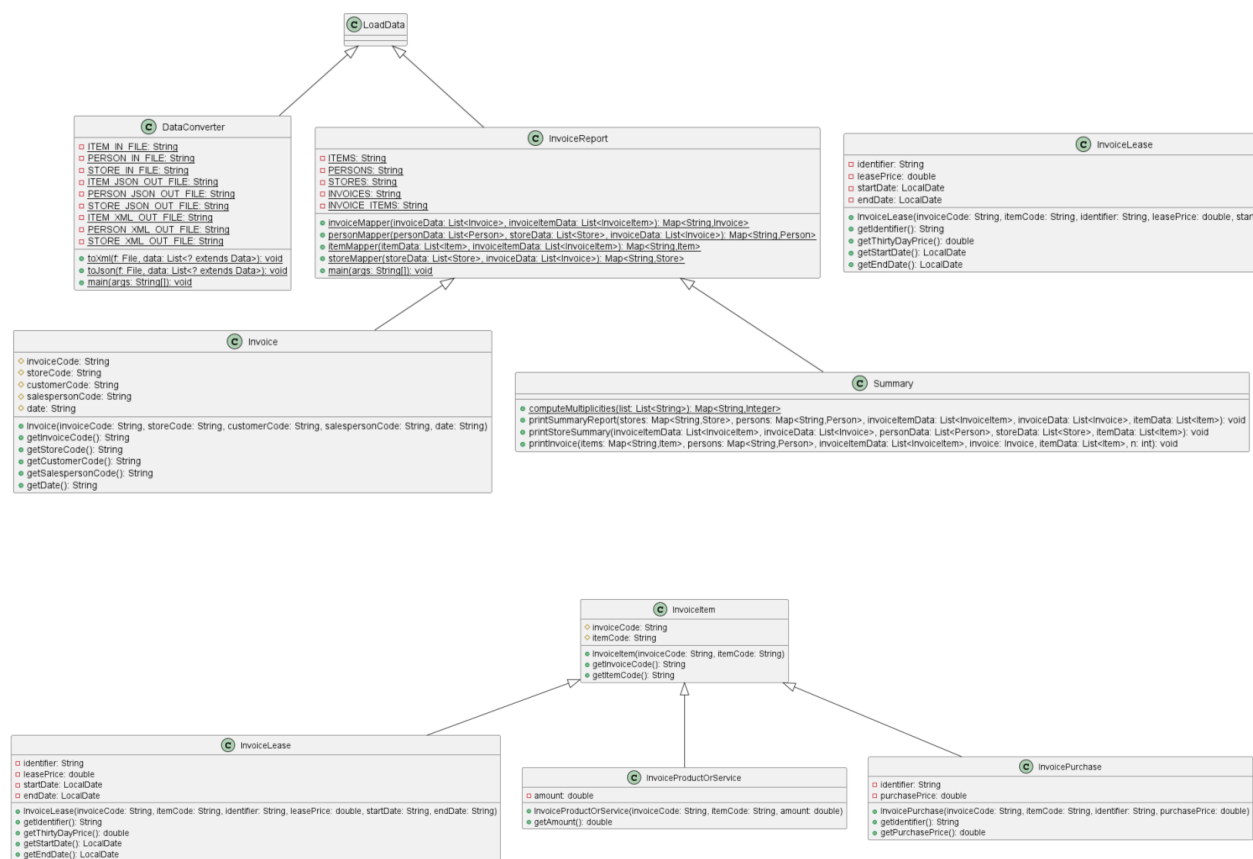 C LoadData
C DataConverter
ITEM_IN_FILE: String
PERSON_IN_FILE: String
STORE_IN_FILE: String
ITEM_JSON_OUT_FILE: String
PERSON_JSON_OUT_FILE: String
STORE_JSON_OUT_FILE: String
ITEM_XML_OUT_FILE: String
PERSON_XML_OUT_FILE: String
STORE_XML_OUT_FILE: String
toXml(f: File, data: List<? extends Data>): void
toJson(f: File, data: List<? extends Data>): void
main(args: String[]): void
C InvoiceReport
ITEMS: String
PERSONS: String
STORES: String
INVOICES: String
INVOICE_ITEMS: String
invoiceMapper(invoiceData: List<Invoice>, invoiceItemData: List<InvoiceItem>): Map<String,Invoice>
personMapper(personData: List<Person>, storeData: List<Store>, invoiceData: List<Invoice>): Map<String,Person>
itemMapper(itemData: List<Item>, invoiceItemData: List<InvoiceItem>): Map<String,Item>
storeMapper(storeData: List<Store>, invoiceData: List<Invoice>): Map<String,Store>
main(args: String[]): void
C InvoiceLease
identifier: String
leasePrice: double
startDate: LocalDate
endDate: LocalDate
InvoiceLease(invoiceCode: String, itemCode: String, identifier: String, leasePrice: double, star
getIdentifier(): String
getThirtyDayPrice(): double
getStartDate(): LocalDate
getEndDate(): LocalDate
C Invoice
invoiceCode: String
storeCode: String
customerCode: String
salespersonCode: String
date: String
Invoice(invoiceCode: String, storeCode: String, customerCode: String, salespersonCode: String, date: String)
getInvoiceCode(): String
getStoreCode(): String
getCustomerCode(): String
getSalespersonCode(): String
getDate(): String
C Summary
computeMultiplicities(list: List<String>): Map<String,Integer>
printSummaryReport(stores: Map<String,Store>, persons: Map<String,Person>, invoiceItemData: List<InvoiceItem>, invoiceData: List<Invoice>, itemData: List<Item>): void
printStoreSummary(invoiceItemData: List<InvoiceItem>, invoiceData: List<Invoice>, personData: List<Person>, storeData: List<Store>, itemData: List<Item>): void
printInvoice(items: Map<String,Item>, persons: Map<String,Person>, invoiceItemData: List<InvoiceItem>, invoice: Invoice, itemData: List<Item>, n: int): void
C InvoiceItem
invoiceCode: String
itemCode: String
InvoiceItem(invoiceCode: String, itemCode: String)
getInvoiceCode(): String
getItemCode(): String
C InvoiceLease
identifier: String
leasePrice: double
startDate: LocalDate
endDate: LocalDate
InvoiceLease(invoiceCode: String, itemCode: String, identifier: String, leasePrice: double, startDate: String, endDate: String)
getIdentifier(): String
getThirtyDayPrice(): double
getStartDate(): LocalDate
getEndDate(): LocalDate
C InvoiceProductOrService
amount: double
InvoiceProductOrService(invoiceCode: String, itemCode: String, amount: double)
getAmount(): double
C InvoicePurchase
identifier: String
purchasePrice: double
InvoicePurchase(invoiceCode: String, itemCode: String, identifier: String, purchasePrice: double)
getIdentifier(): String
getPurchasePrice(): double